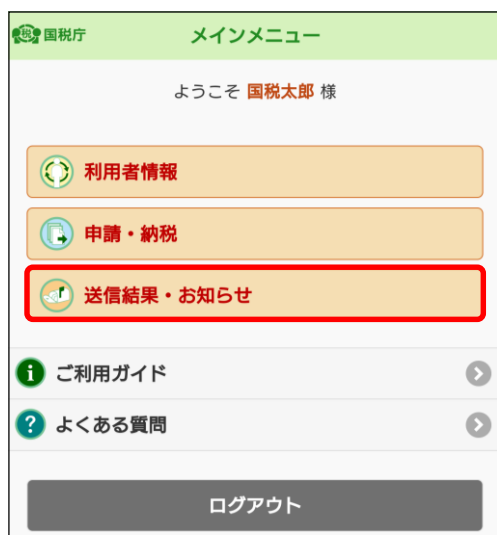 税 国税庁 メインメニュー
ようこそ 国税太郎 様
利用者情報
申請・納税
送信結果・お知らせ
i ご利用ガイド
? よくある質問
ログアウト